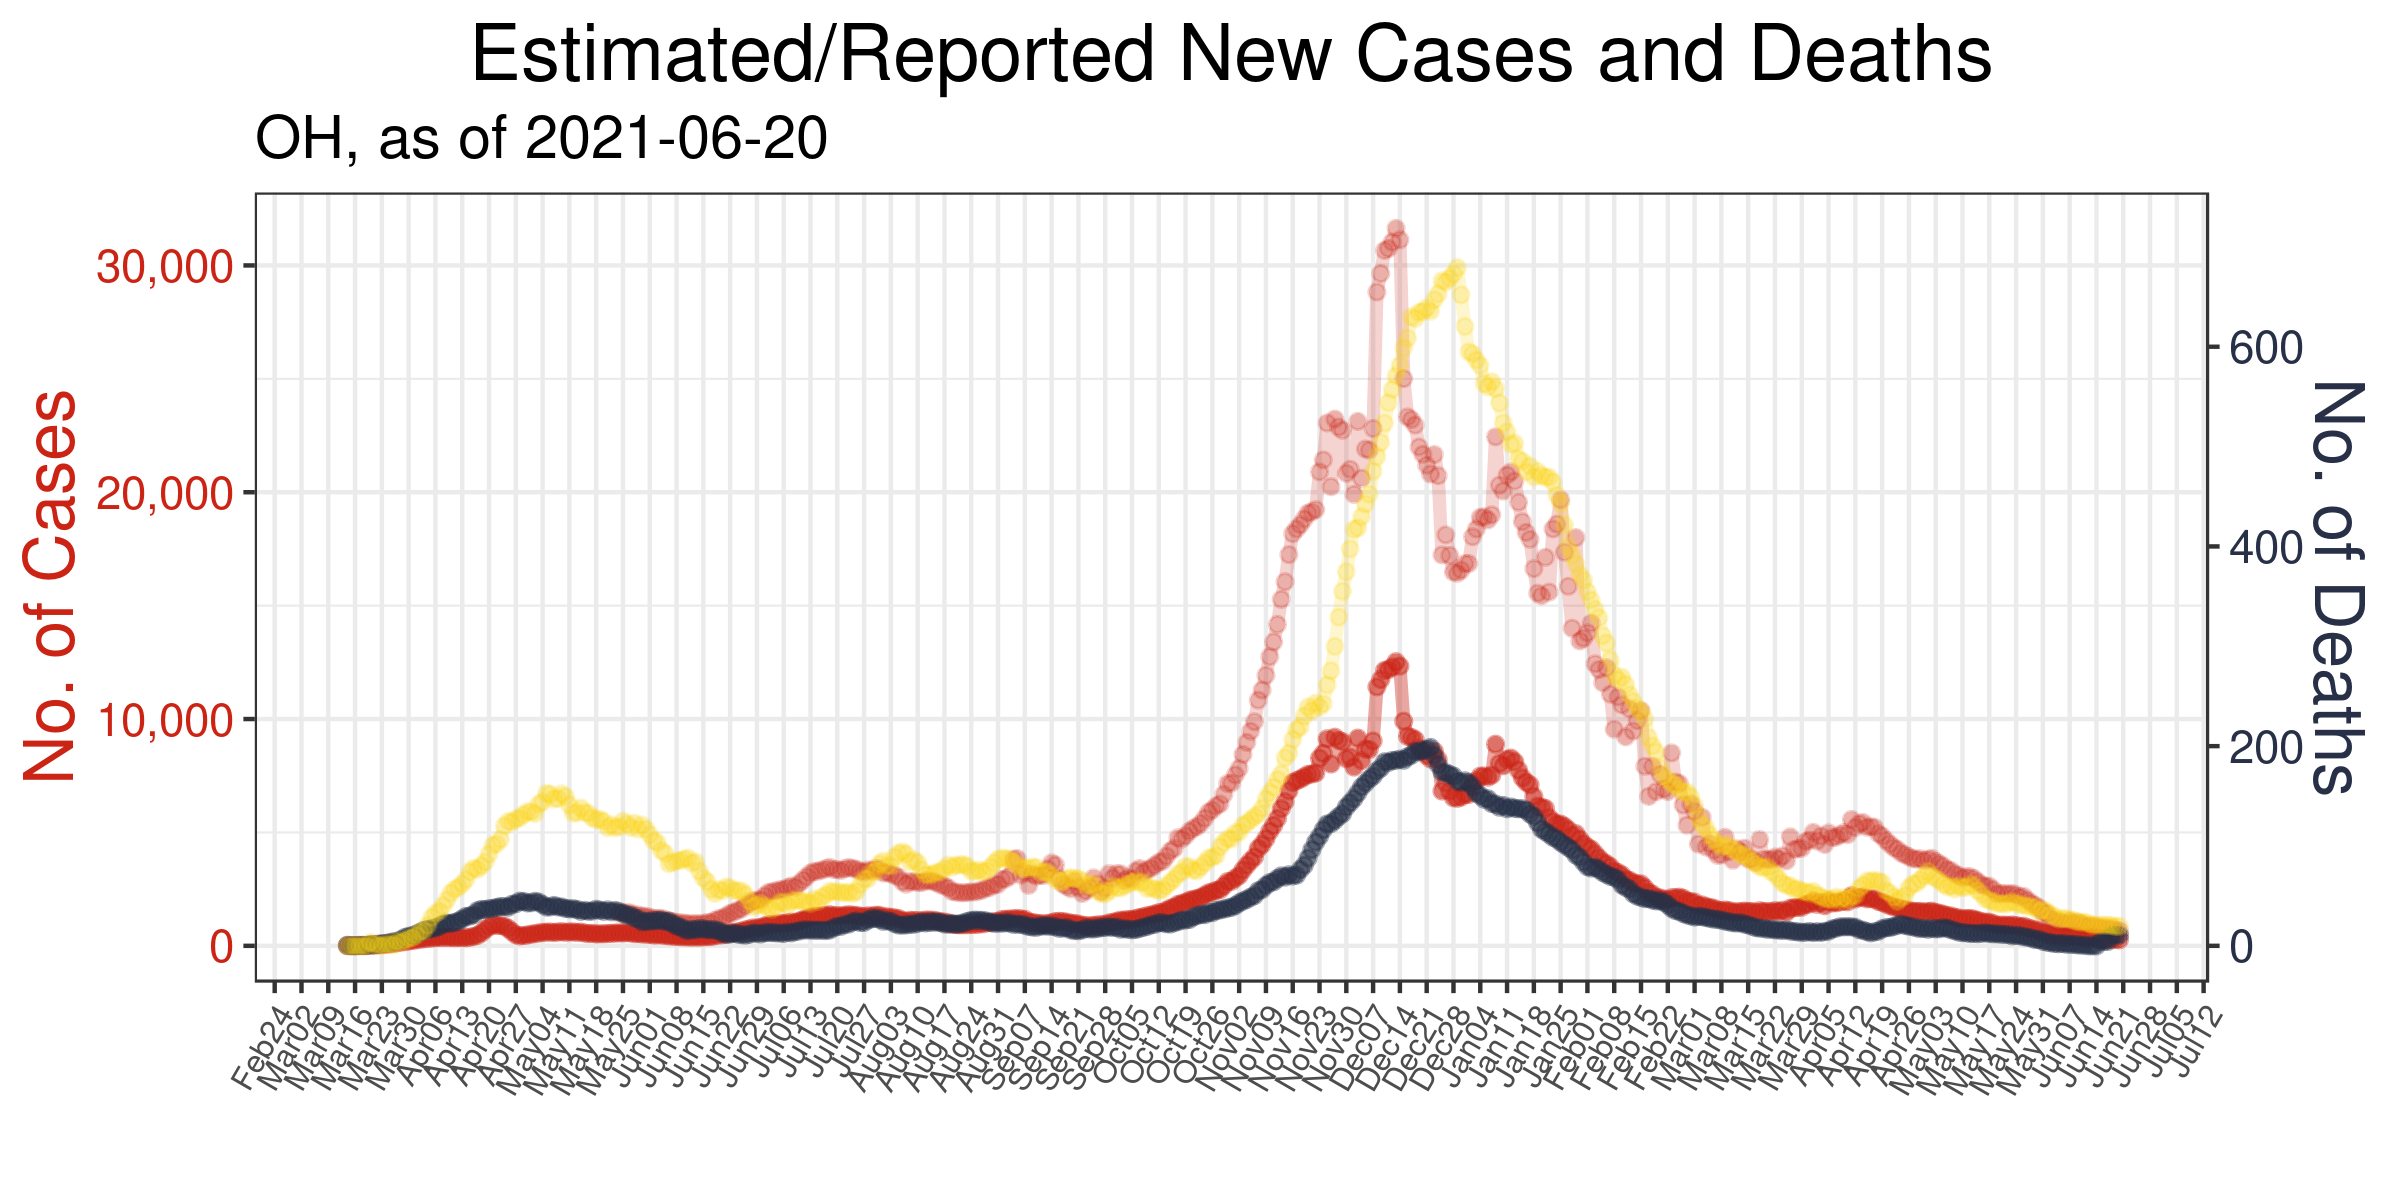 Estimated/Reported New Cases and Deaths
OH, as of 2021-06-20
No. of Cases
30,000
20,000
10,000
0
600
400
200
0
No. of Deaths
Feb24
Mar02
Mar09
Mar16
Mar23
Mar30
Apr06
Apr13
Apr20
Apr27
May04
May11
May18
May25
Jun01
Jun08
Jun15
Jun22
Jun29
Jul06
Jul13
Jul20
Jul27
Aug03
Aug10
Aug17
Aug24
Aug31
Sep07
Sep14
Sep21
Sep28
Oct05
Oct12
Oct19
Oct26
Nov02
Nov09
Nov16
Nov23
Nov30
Dec07
Dec14
Dec21
Dec28
Jan04
Jan11
Jan18
Jan25
Feb01
Feb08
Feb15
Feb22
Mar01
Mar08
Mar15
Mar22
Mar29
Apr05
Apr12
Apr19
Apr26
May03
May10
May17
May24
May31
Jun07
Jun14
Jun21
Jun28
Jul05
Jul12